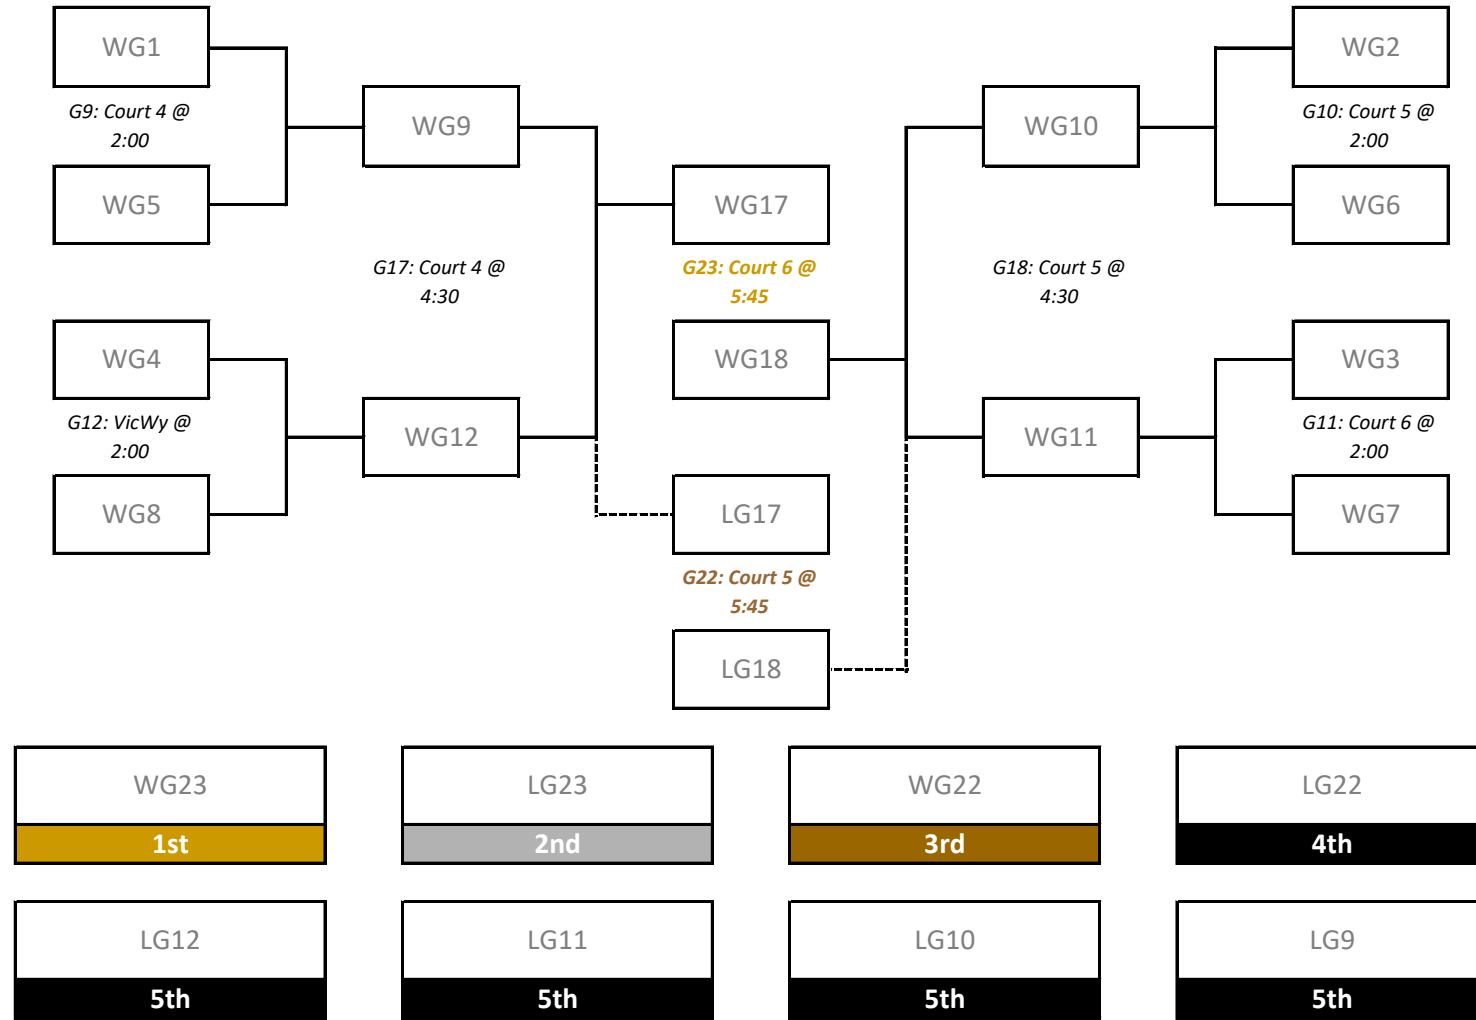 WG1
WG2
G9: Court 4 @
2:00
WG9
WG10
G10: Court 5 @
2:00
WG5
WG17
WG6
G17: Court 4 @
4:30
G23: Court 6 @
5:45
G18: Court 5 @
4:30
WG4
WG18
WG3
G12: VicWy @
2:00
WG12
WG11
G11: Court 6 @
2:00
WG8
LG17
WG7
G22: Court 5 @
5:45
LG18
WG23
LG23
WG22
LG22
1st
2nd
3rd
4th
LG12
LG11
LG10
LG9
5th
5th
5th
5th